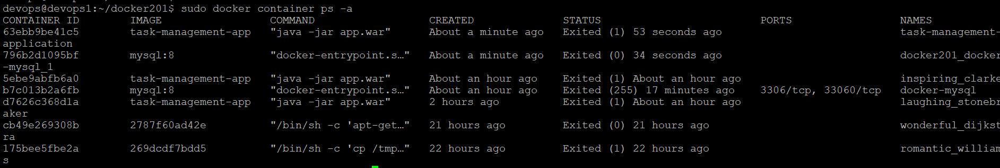 devops@devops1:~/docker201$ sudo docker container ps -a
CONTAINER ID        IMAGE                 COMMAND                  CREATED              STATUS                         PORTS                 NAMES
63ebb9be41c5        task-management-app   "java -jar app.war"      About a minute ago   Exited (1) 53 seconds ago                            task-management-
application
796b2d1095bf        mysql:8               "docker-entrypoint.s…"   About a minute ago   Exited (0) 34 seconds ago                            docker201_docker
-mysql_1
5ebe9abfb6a0        task-management-app   "java -jar app.war"      About an hour ago    Exited (1) About an hour ago                         inspiring_clarke
b7c013b2a6fb        mysql:8               "docker-entrypoint.s…"   About an hour ago    Exited (255) 17 minutes ago    3306/tcp, 33060/tcp   docker-mysql
d7626c368d1a        task-management-app   "java -jar app.war"      2 hours ago          Exited (1) About an hour ago                         laughing_stonebr
aker
cb49e269308b        2787f60ad42e          "/bin/sh -c 'apt-get…"   21 hours ago         Exited (0) 21 hours ago                              wonderful_dijkst
ra
175bee5fbe2a        269dcdf7bdd5          "/bin/sh -c 'cp /tmp…"   22 hours ago         Exited (1) 22 hours ago                              romantic_william
s